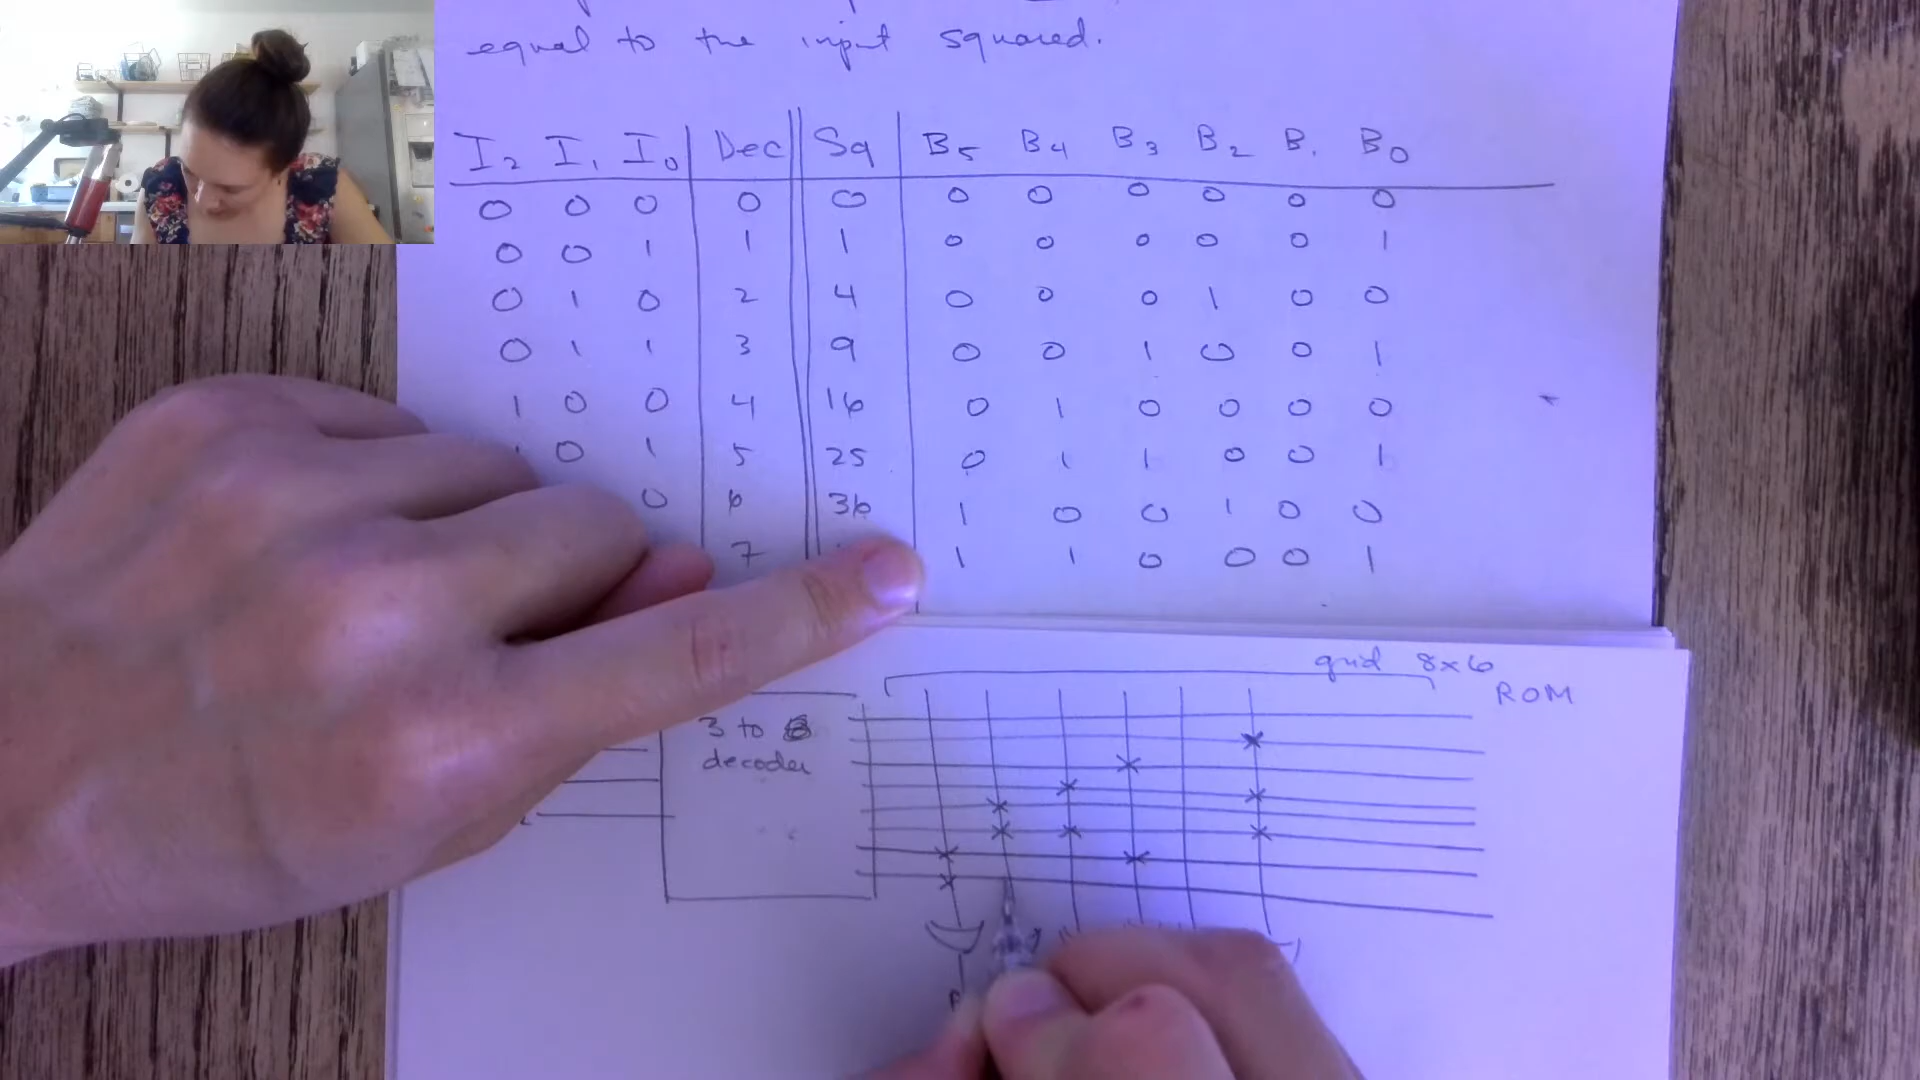 equal to the input squared.
I2 I1 I0 Dec Sq B5 B4 B3 B2 B1 B0
0 0 0 0 0 0 0 0 0 0 0
0 0 1 1 1 0 0 0 0 0 1
0 1 0 2 4 0 0 0 1 0 0
0 1 1 3 9 0 0 1 0 0 1
1 0 0 4 16 0 1 0 0 0 0
0 1 5 25 0 1 1 0 0 1
0 6 36 1 0 0 1 0 0
7 1 1 0 0 0 1
grid 8x6
ROM
3 to 8
decoder